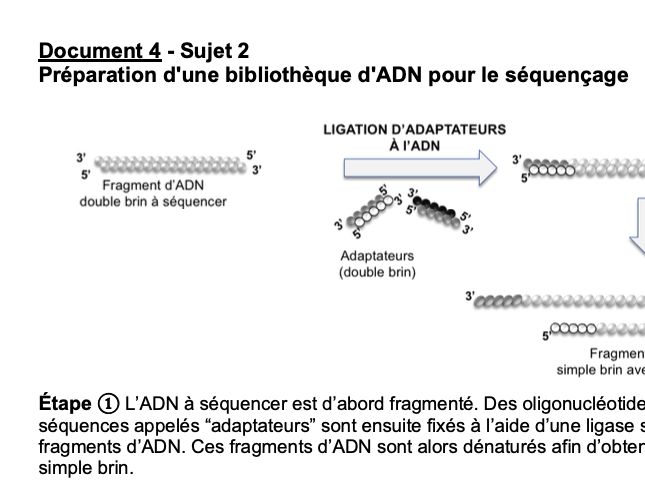 Document 4 - Sujet 2
Préparation d'une bibliothèque d'ADN pour le séquençage
LIGATION D'ADAPTATEURS
À l'ADN
3' 5'
5' 3'
Fragment d'ADN
double brin à séquencer
3'
5'
5' 3' 3' 5'
3' 5' 5' 3'
Adaptateurs
(double brin)
3'
5'
Fragmen
simple brin ave
Étape ① L'ADN à séquencer est d'abord fragmenté. Des oligonucléotide
séquences appelés “adaptateurs” sont ensuite fixés à l'aide d'une ligase s
fragments d'ADN. Ces fragments d'ADN sont alors dénaturés afin d'obter
simple brin.